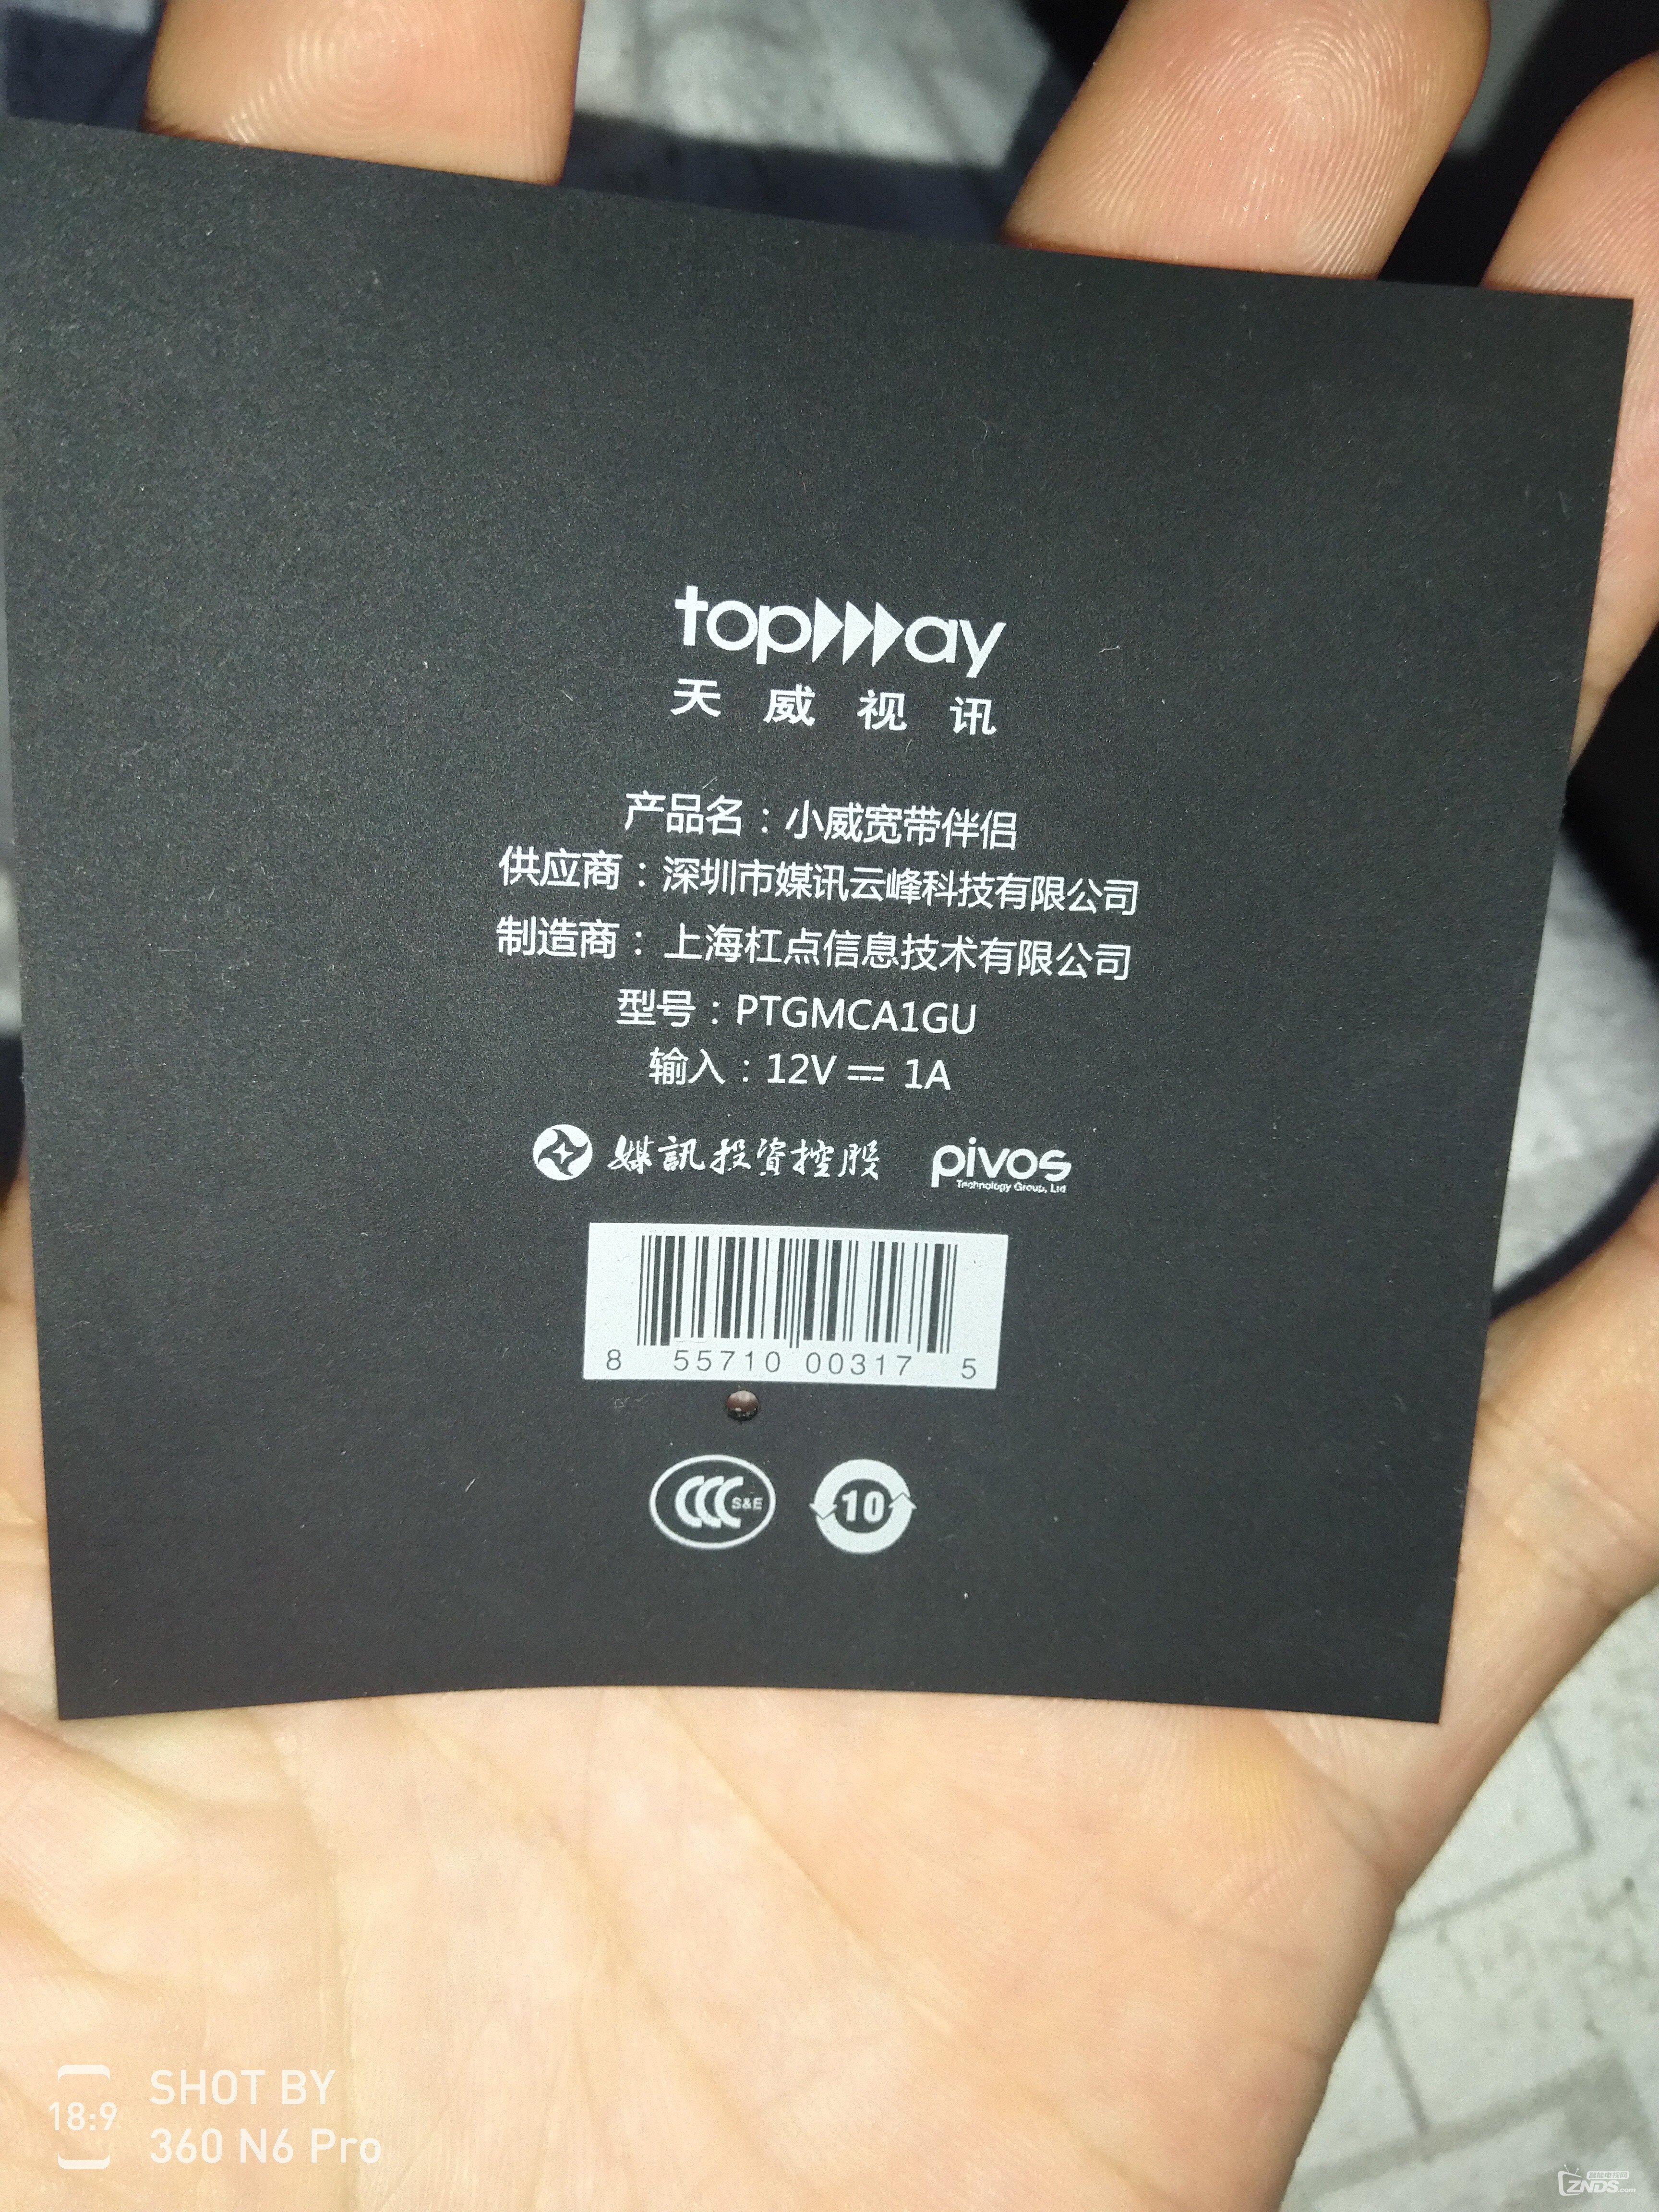 topway
天威视讯
产品名：小威宽带伴侣
供应商：深圳市媒讯云峰科技有限公司
制造商：上海杠点信息技术有限公司
型号：PTGMCA1GU
输入：12V⎓ 1A
媒訊投資控股 pivos
Technology Group, Ltd
8 55710 00317 5
CCC S&E 10
18:9 SHOT BY
360 N6 Pro
ZNDS.com